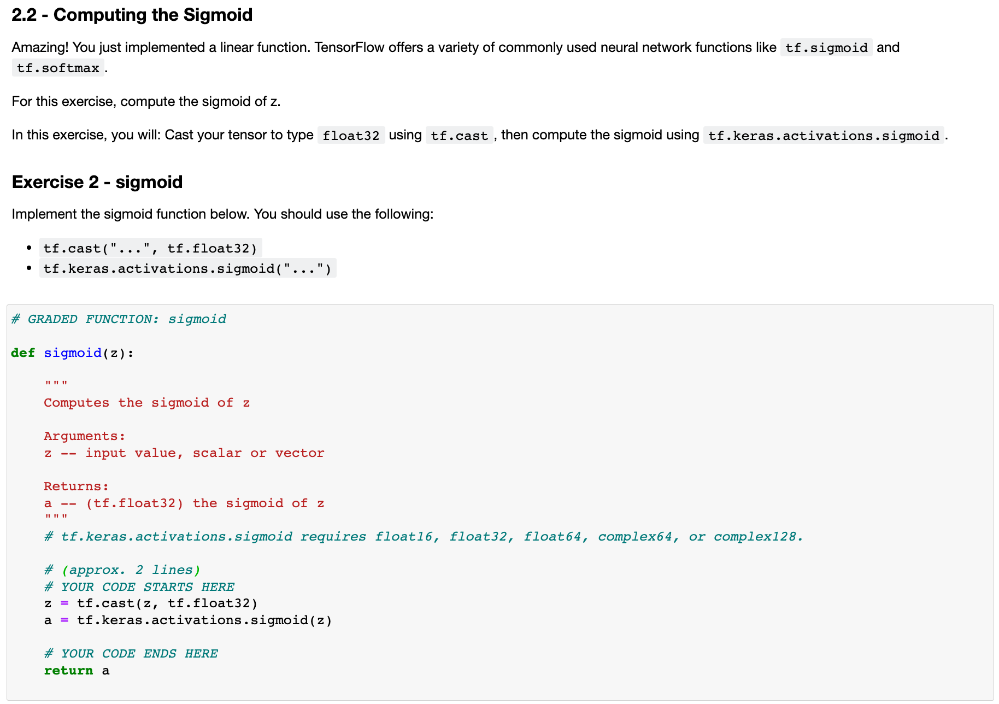 2.2 - Computing the Sigmoid
Amazing! You just implemented a linear function. TensorFlow offers a variety of commonly used neural network functions like tf.sigmoid and
tf.softmax.
For this exercise, compute the sigmoid of z.
In this exercise, you will: Cast your tensor to type float32 using tf.cast, then compute the sigmoid using tf.keras.activations.sigmoid.
Exercise 2 - sigmoid
Implement the sigmoid function below. You should use the following:
• tf.cast("...", tf.float32)
• tf.keras.activations.sigmoid("...")
# GRADED FUNCTION: sigmoid
def sigmoid(z):
"""
Computes the sigmoid of z
Arguments:
z -- input value, scalar or vector
Returns:
a -- (tf.float32) the sigmoid of z
"""
# tf.keras.activations.sigmoid requires float16, float32, float64, complex64, or complex128.
# (approx. 2 lines)
# YOUR CODE STARTS HERE
z = tf.cast(z, tf.float32)
a = tf.keras.activations.sigmoid(z)
# YOUR CODE ENDS HERE
return a